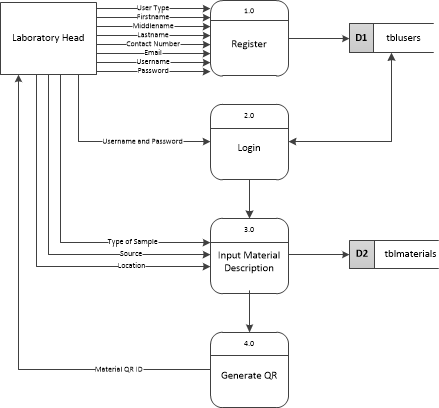 User Type
1.0
Firstname
Middlename
Laboratory Head
Lastname
Register
D1
tblusers
Contact Number
Email
Username
Password
2.0
Username and Password
Login
3.0
Type of Sample
Source
Input Material
Description
D2
tblmaterials
Location
4.0
Material QR ID
Generate QR